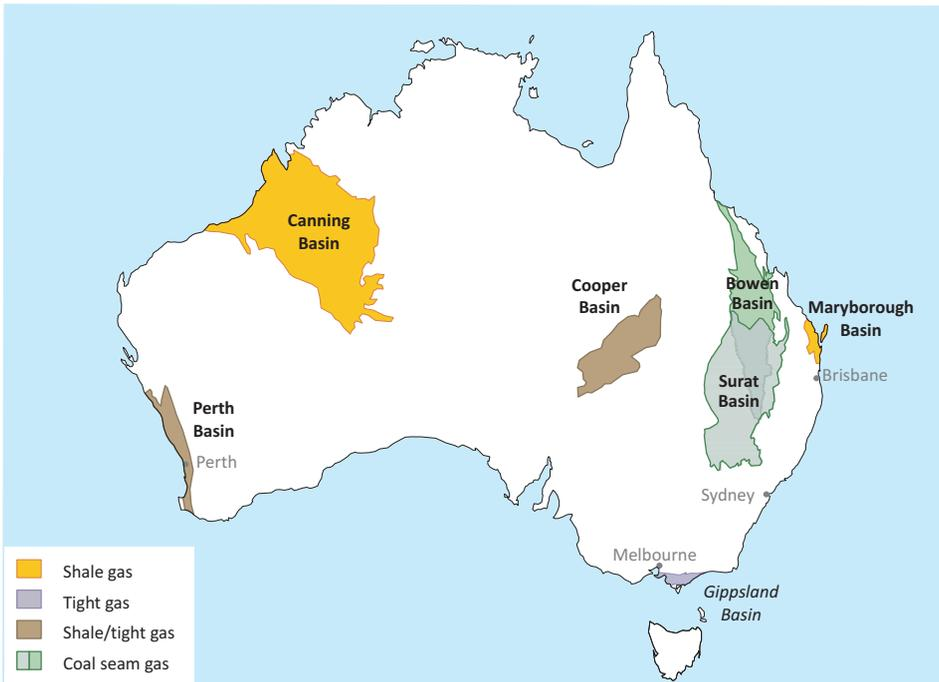 Canning
Basin
Cooper
Basin
Bowen
Basin
Maryborough
Basin
Brisbane
Surat
Basin
Perth
Basin
Perth
Sydney
Melbourne
Gippsland
Basin
Shale gas
Tight gas
Shale/tight gas
Coal seam gas